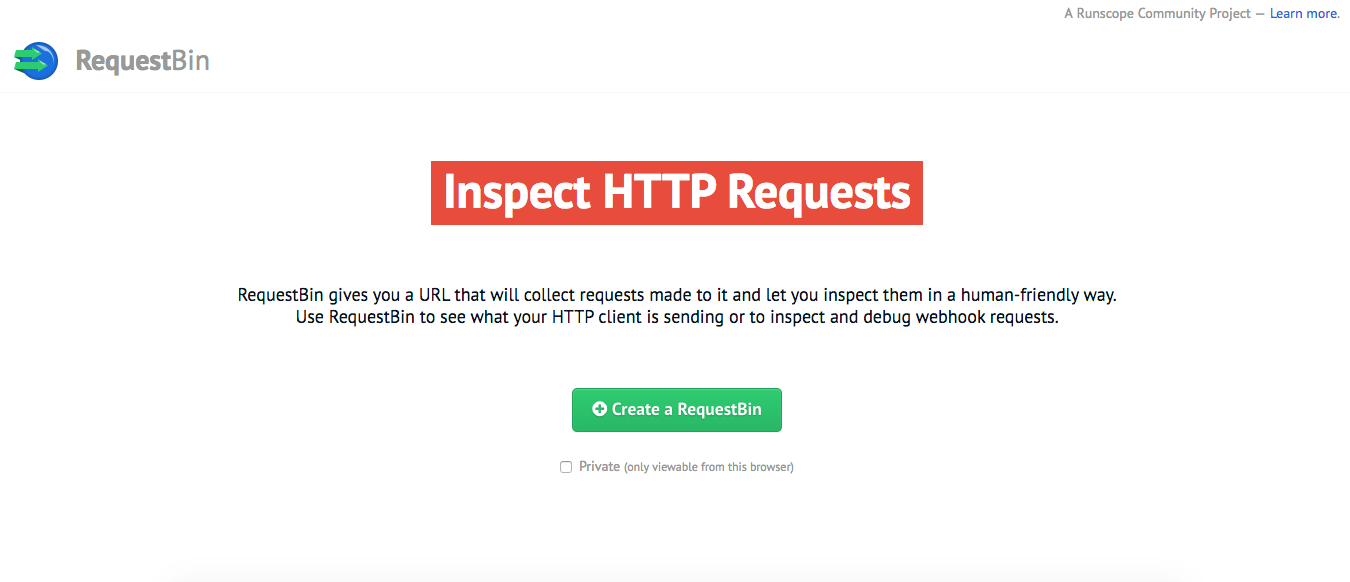 A Runscope Community Project — Learn more.
RequestBin
Inspect HTTP Requests
RequestBin gives you a URL that will collect requests made to it and let you inspect them in a human-friendly way.
Use RequestBin to see what your HTTP client is sending or to inspect and debug webhook requests.
Create a RequestBin
Private (only viewable from this browser)